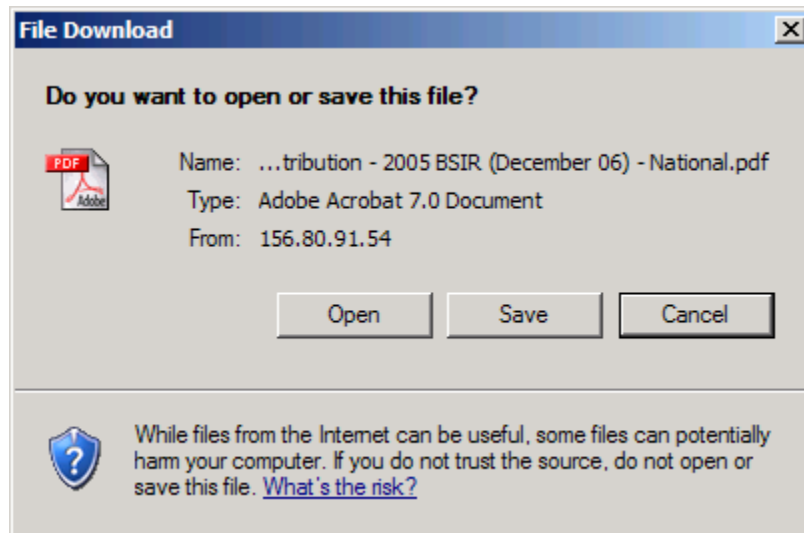 File Download
Do you want to open or save this file?
PDF
Adobe
Name: ...tribution - 2005 BSIR (December 06) - National.pdf
Type: Adobe Acrobat 7.0 Document
From: 156.80.91.54
Open Save Cancel
While files from the Internet can be useful, some files can potentially
harm your computer. If you do not trust the source, do not open or
save this file. What's the risk?